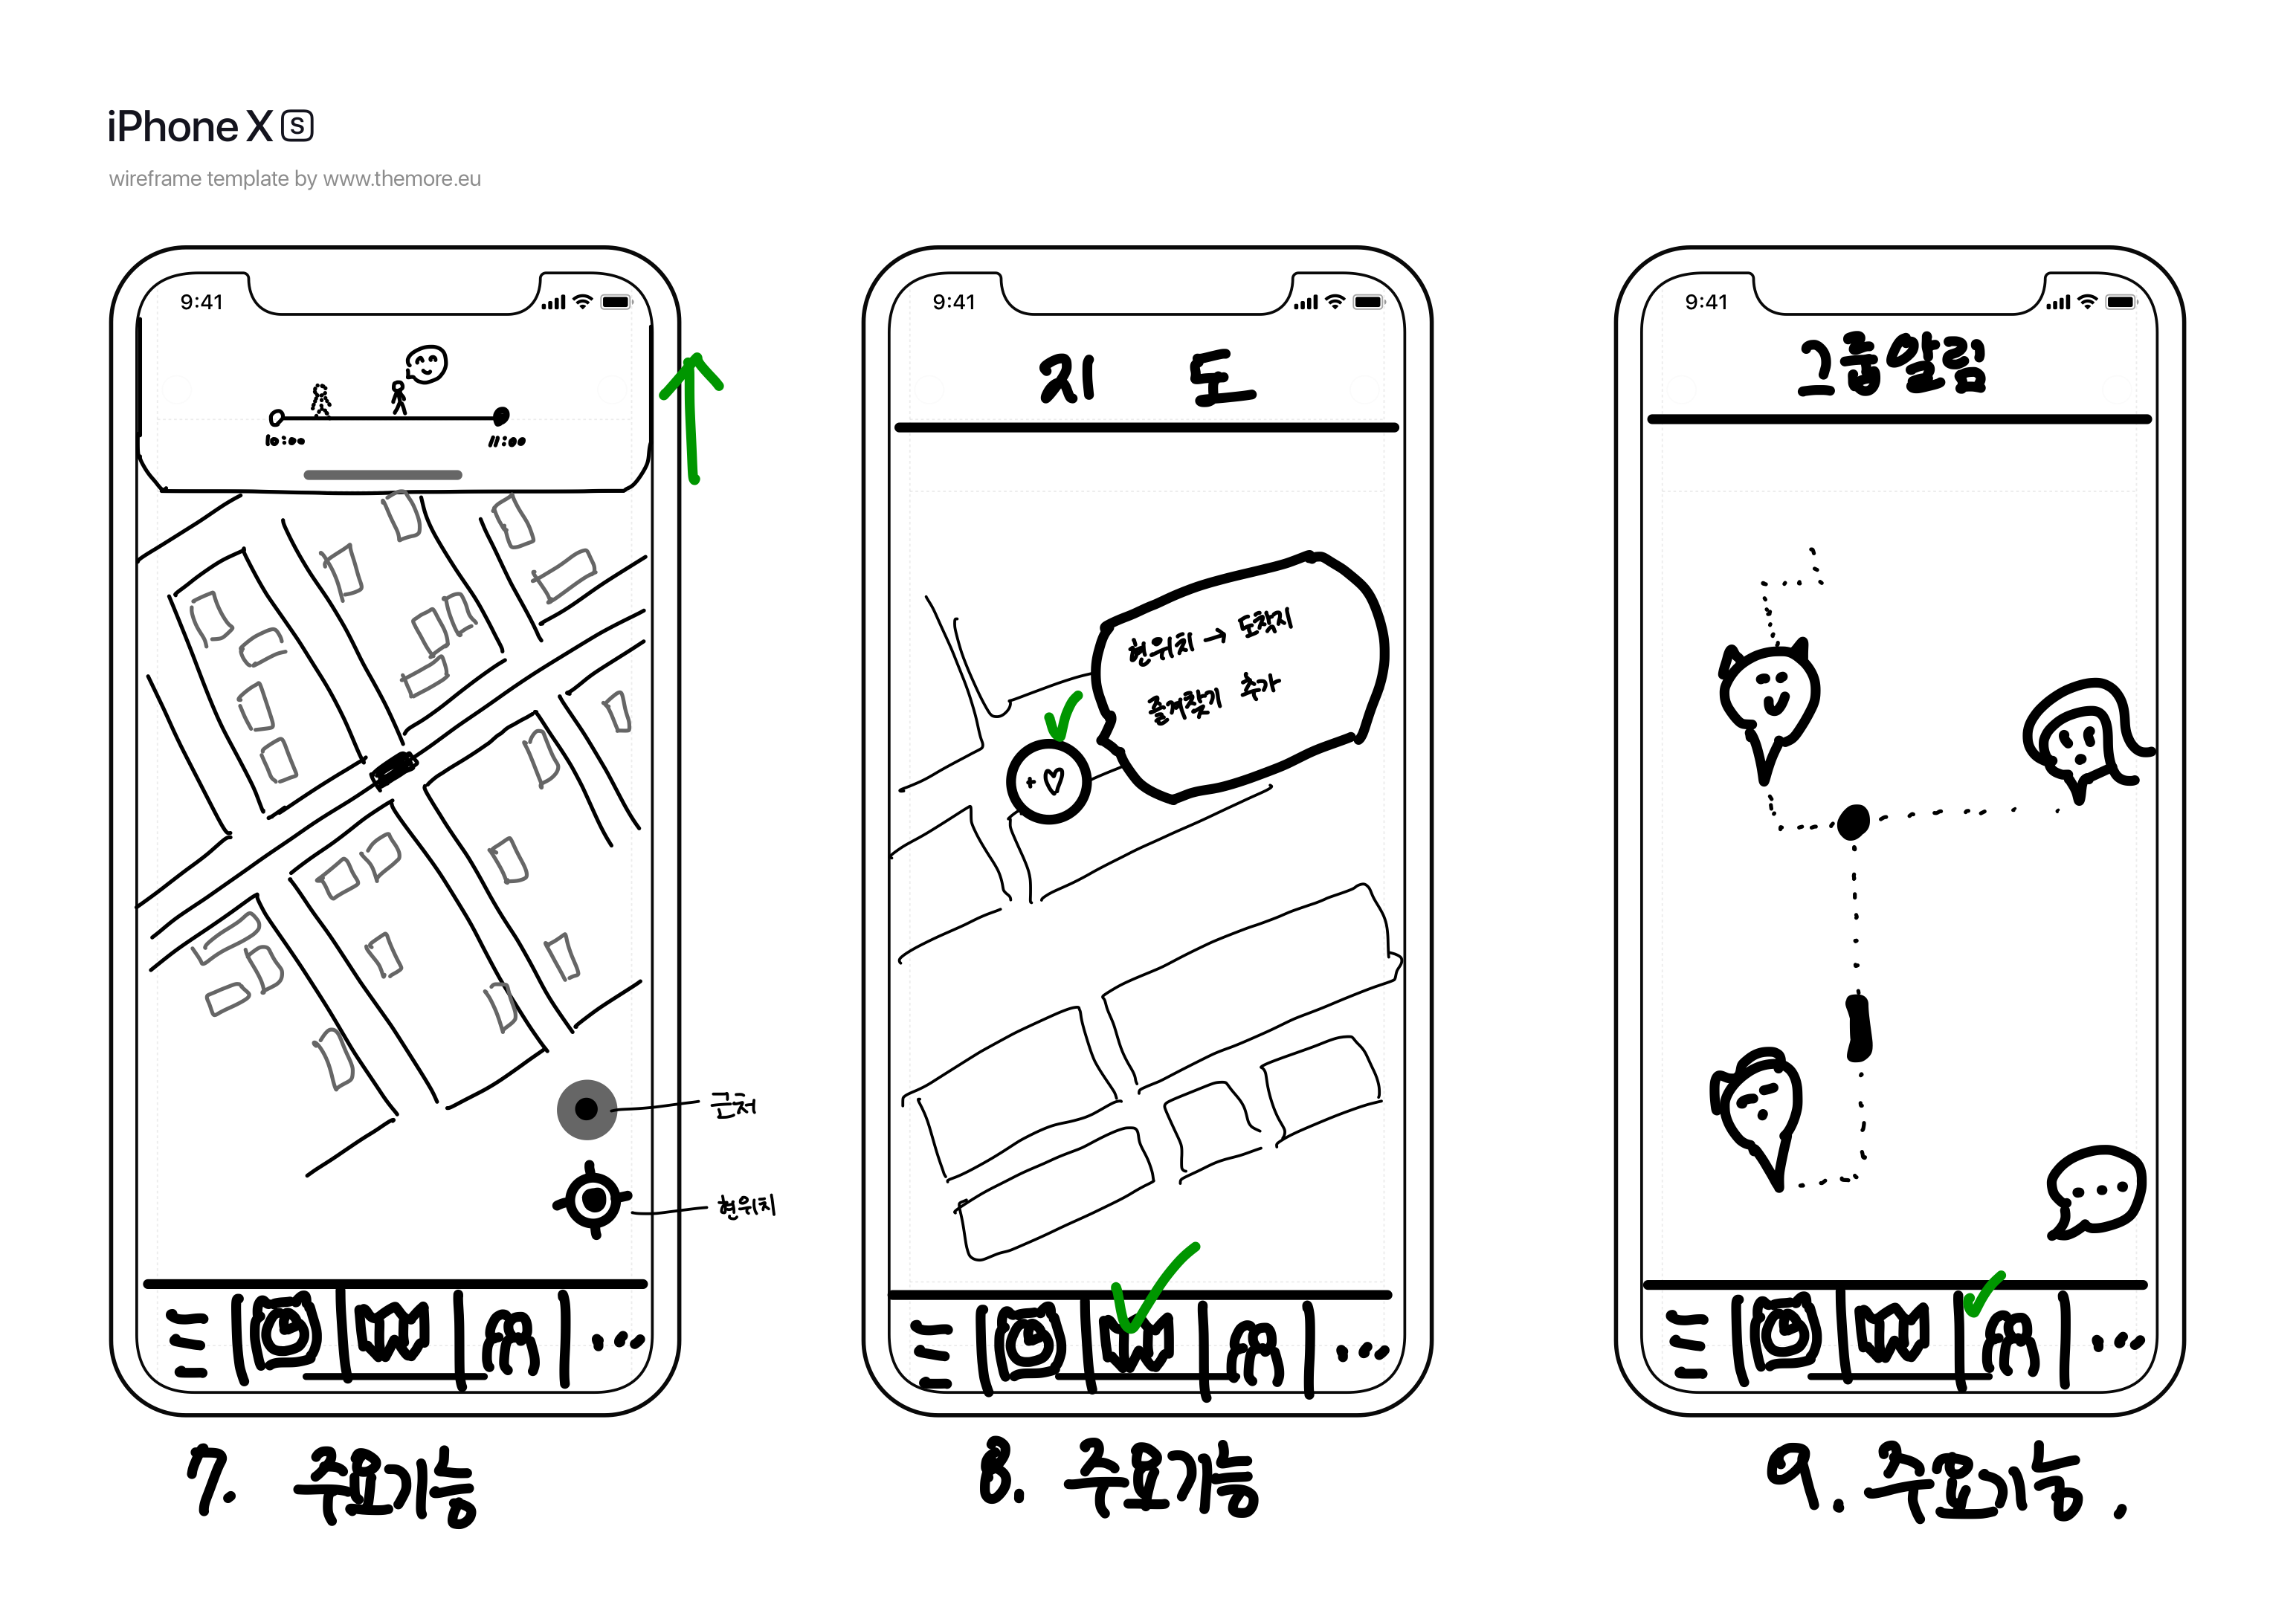 iPhone X S
wireframe template by www.themore.eu
9:41
10:00
11:00
근처
현위치
7. 주요기능
9:41
지 도
현위치 → 도착지
즐겨찾기 추가
+
8. 주요기능
9:41
그룹알림
9. 주요기능.